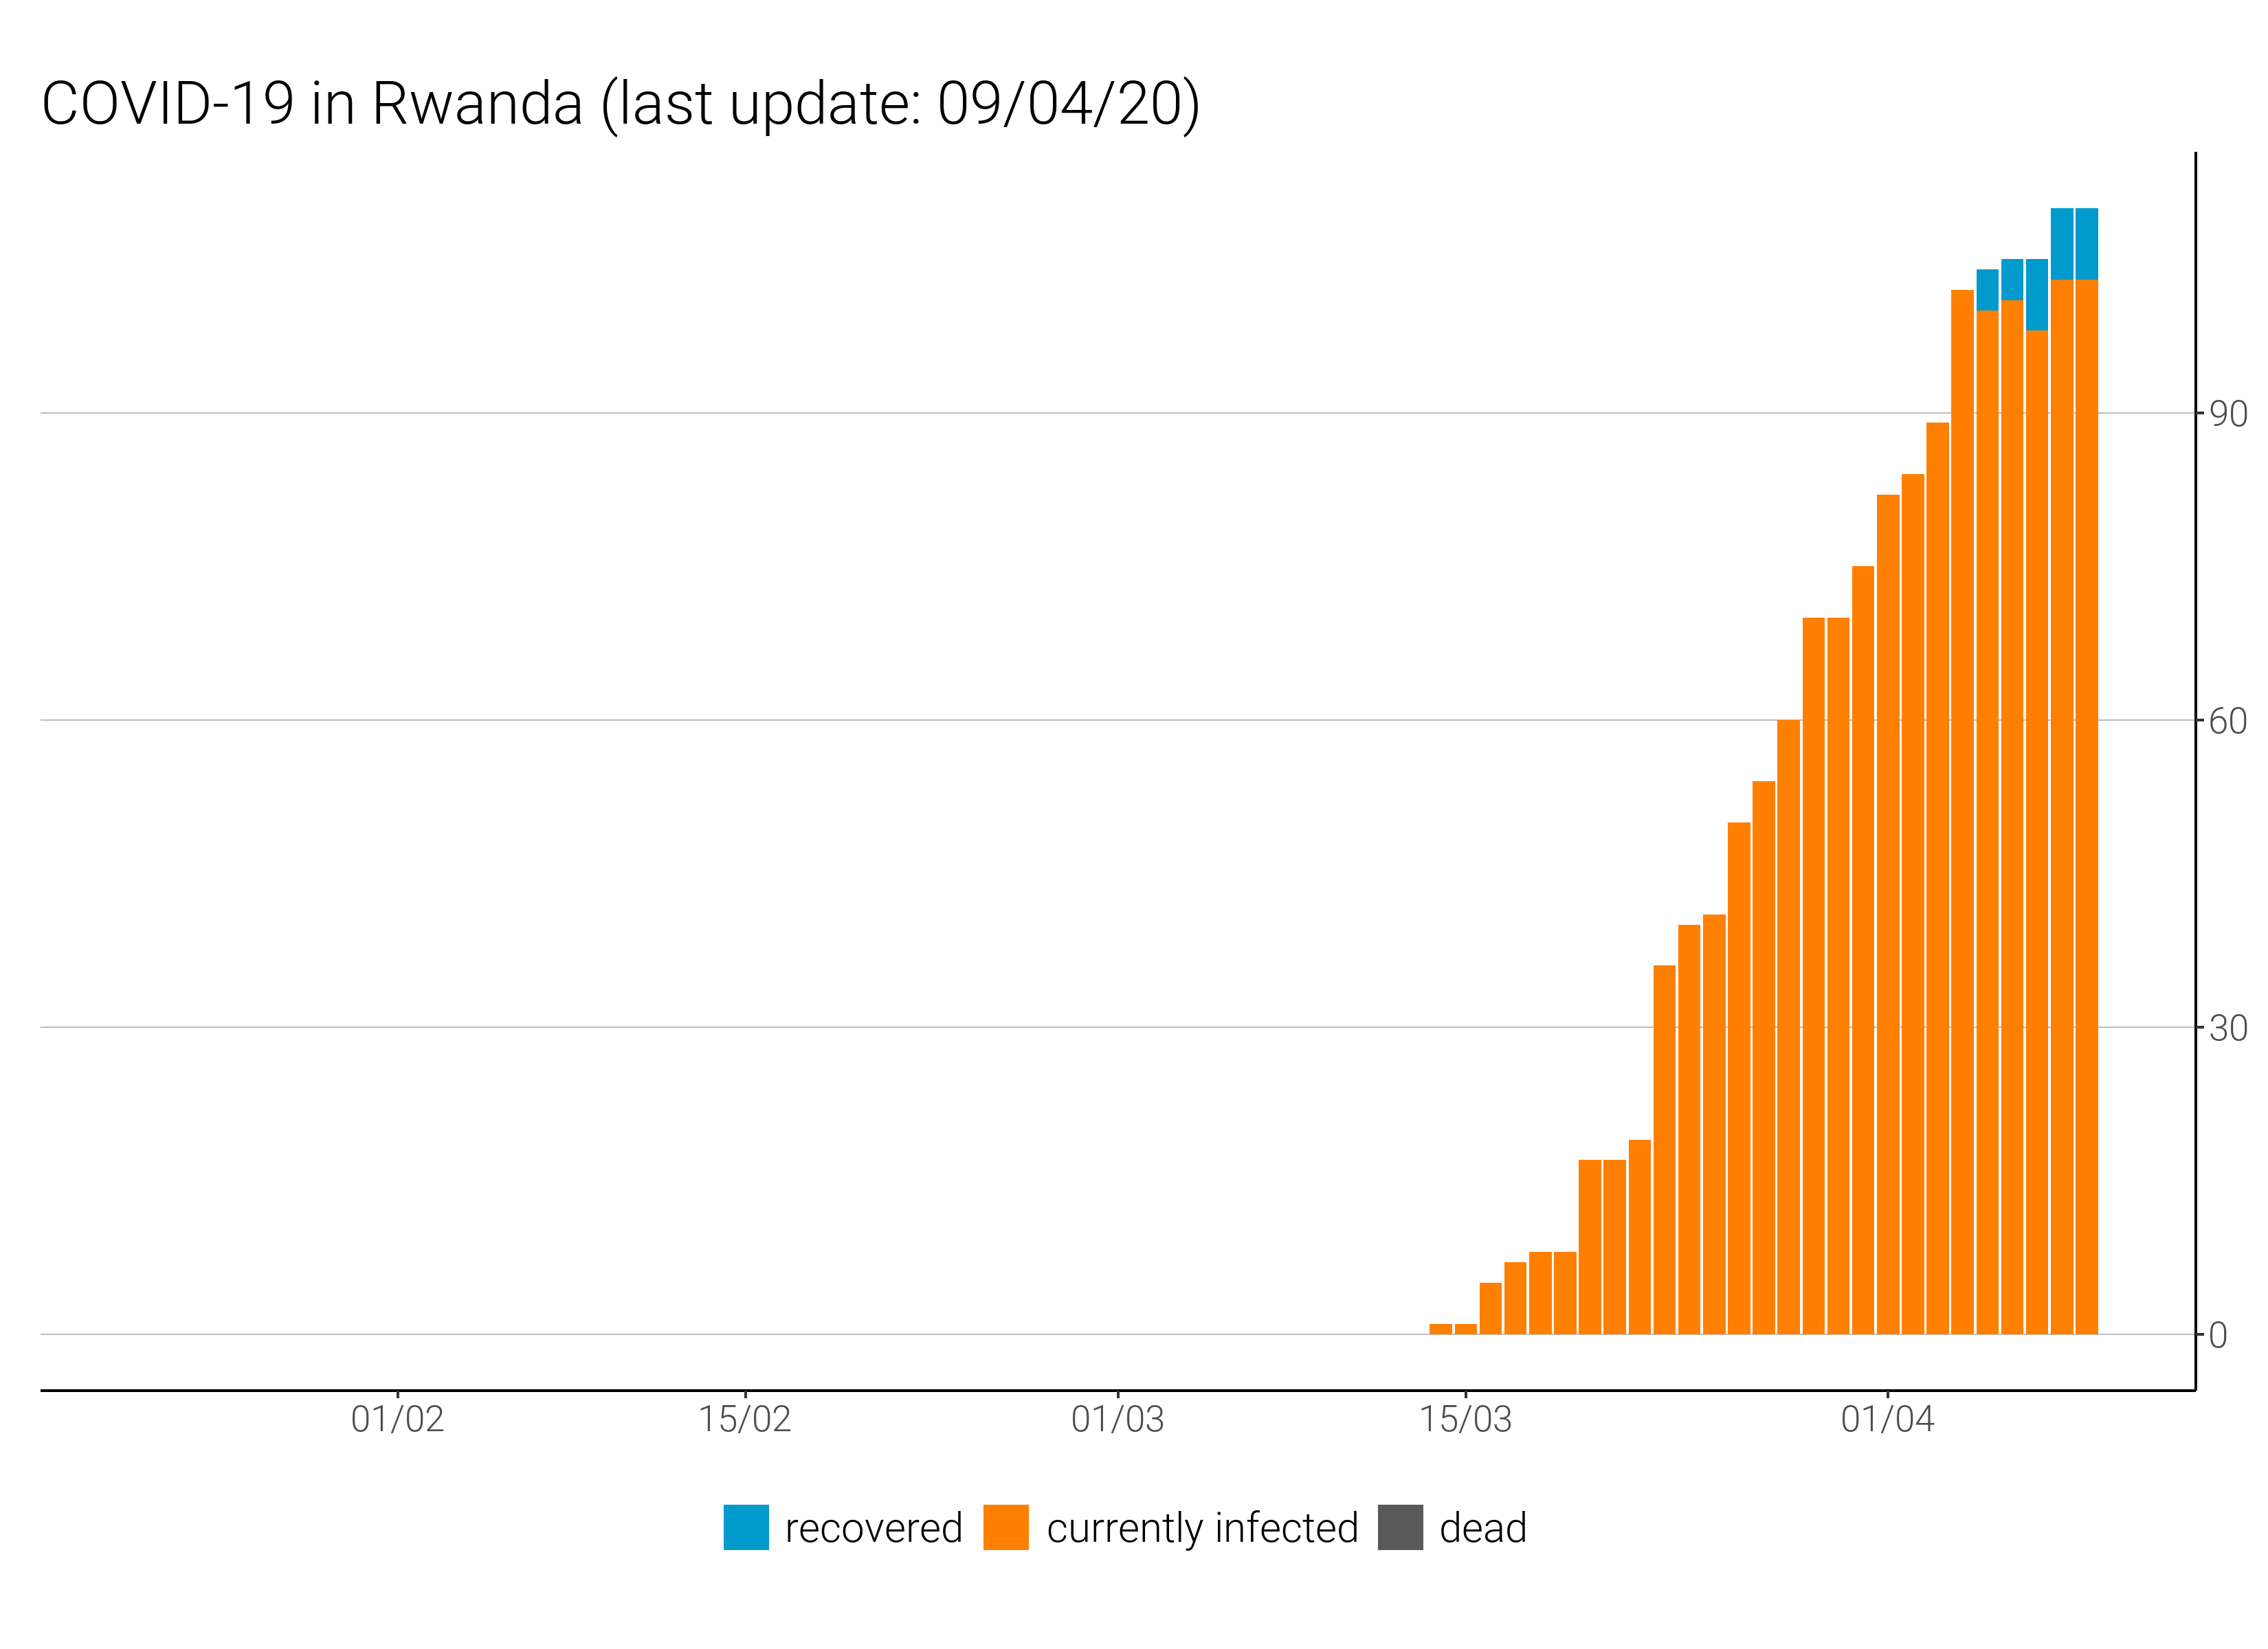 COVID-19 in Rwanda (last update: 09/04/20)
90
60
30
0
01/02 15/02 01/03 15/03 01/04
recovered currently infected dead